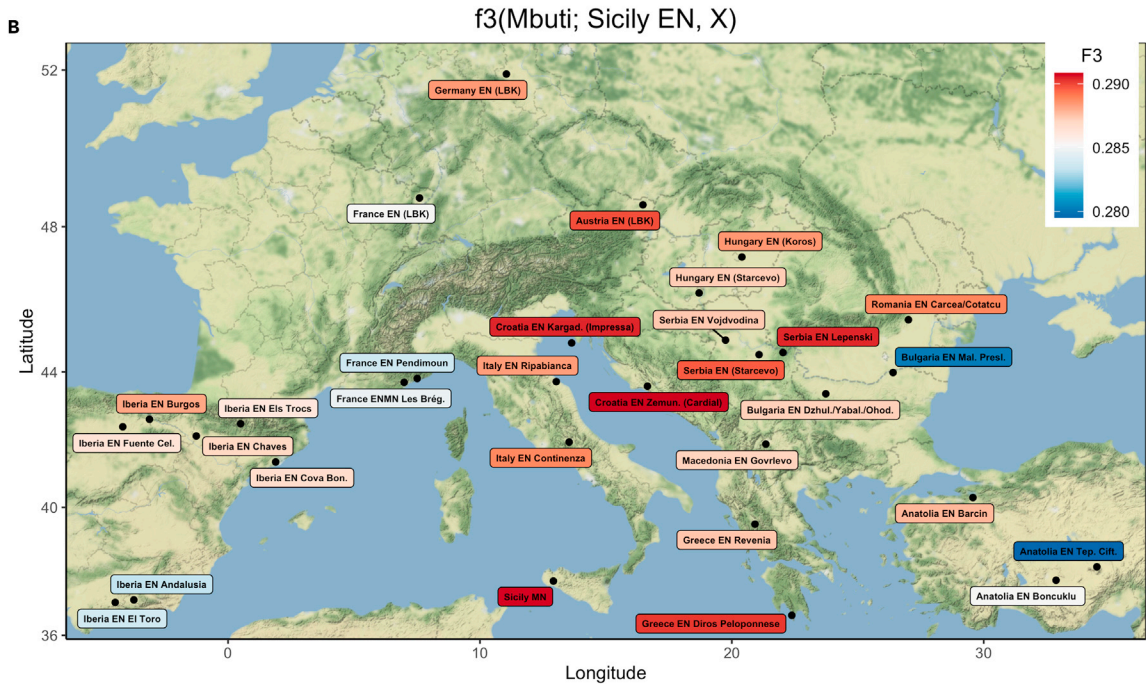 B
f3(Mbuti; Sicily EN, X)
F3
0.290
0.285
0.280
52
48
44
40
36
Latitude
Germany EN (LBK)
France EN (LBK)
Austria EN (LBK)
Hungary EN (Koros)
Hungary EN (Starcevo)
Romania EN Carcea/Cotatcu
Serbia EN Vojdvodina
Croatia EN Kargad. (Impressa)
Serbia EN Lepenski
Bulgaria EN Mal. Presl.
France EN Pendimoun
Italy EN Ripabianca
Serbia EN (Starcevo)
France ENMN Les Brég.
Croatia EN Zemun. (Cardial)
Iberia EN Burgos
Iberia EN Els Trocs
Bulgaria EN Dzhul./Yabal./Ohod.
Iberia EN Fuente Cel.
Iberia EN Chaves
Italy EN Continenza
Macedonia EN Govrlevo
Iberia EN Cova Bon.
Anatolia EN Barcin
Greece EN Revenia
Anatolia EN Tep. Cift.
Iberia EN Andalusia
Sicily MN
Anatolia EN Boncuklu
Iberia EN El Toro
Greece EN Diros Peloponnese
0
10
20
30
Longitude